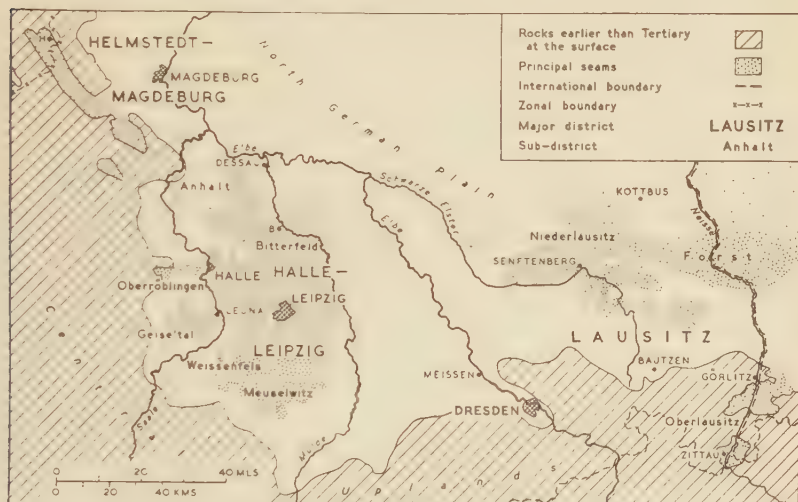 HELMSTEDT–
H
MAGDEBURG
MAGDEBURG
North German Plain
Rocks earlier than Tertiary
at the surface
Principal seams
International boundary
Zonal boundary
x–x–x
Major district
LAUSITZ
Sub-district
Anhalt
Elbe
DESSAU
Anhalt
Schwarze Elster
Elbe
KOTTBUS
Neisse
B
Bitterfeld
Niederlausitz
Forst
SENFTENBERG
HALLE
HALLE–
Oberröblingen
LEUNA
LEIPZIG
Geise'tal
LEIPZIG
LAUSITZ
Weissenfels
BAUTZEN
MEISSEN
GÖRLITZ
Meuselwitz
DRESDEN
Oberlausitz
Saale
Mulde
ZITTAU
Uplands
0 20 40 MLS
0 20 40 KMS